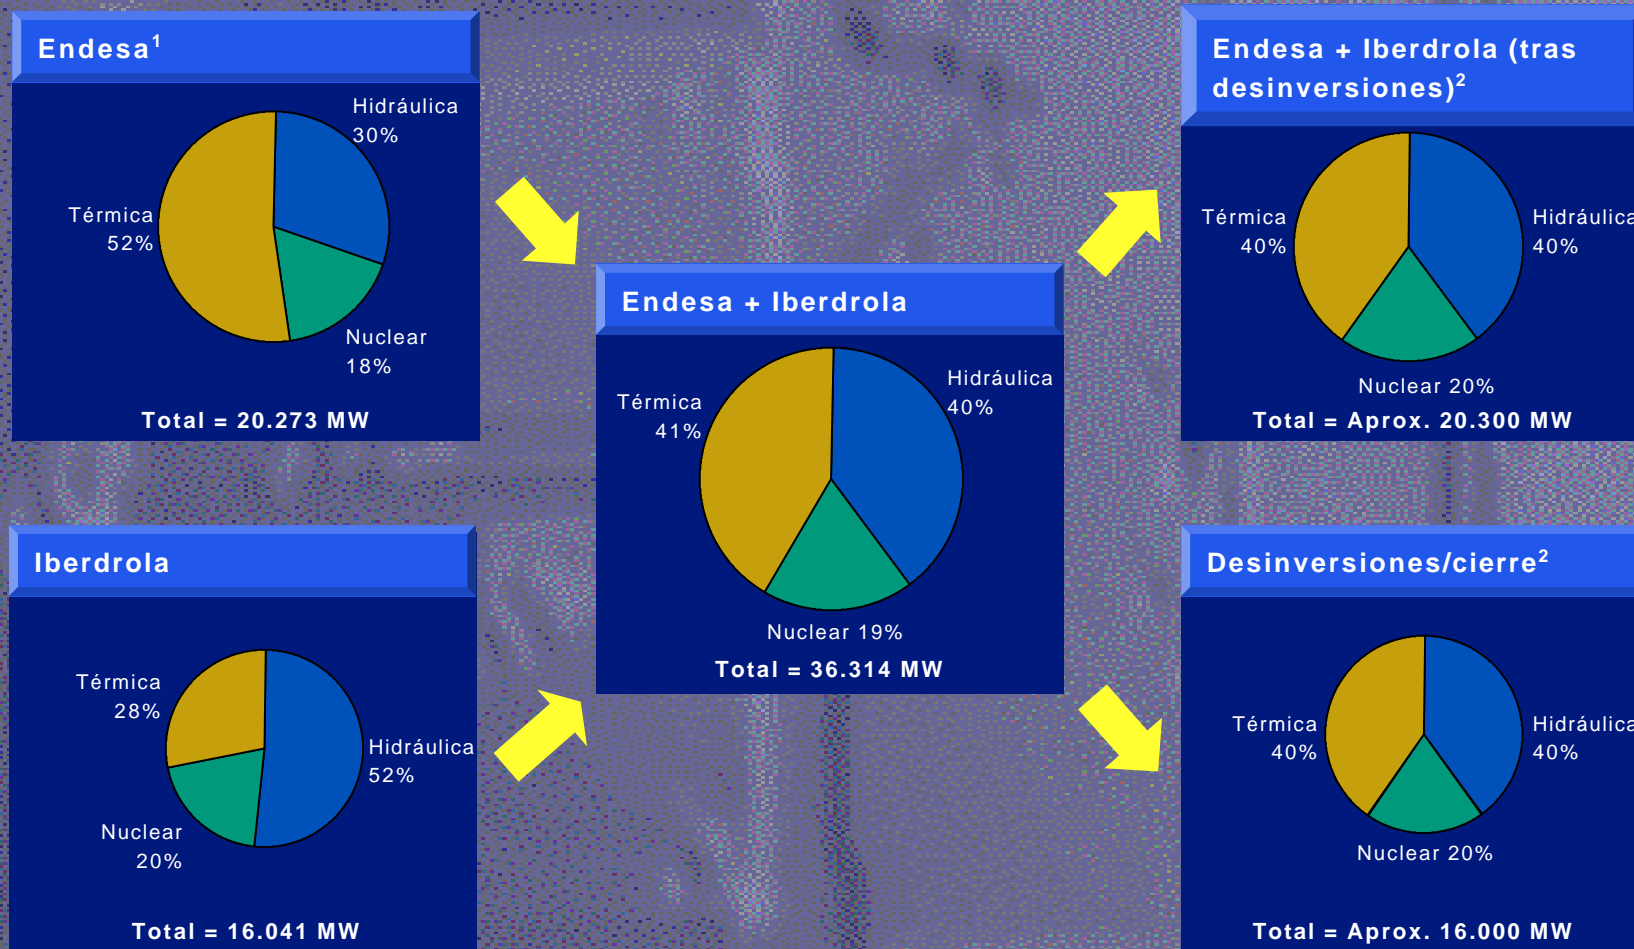 Endesa¹
Hidráulica
30%
Térmica
52%
Nuclear
18%
Total = 20.273 MW
Iberdrola
Térmica
28%
Hidráulica
52%
Nuclear
20%
Total = 16.041 MW
Endesa + Iberdrola
Térmica
41%
Hidráulica
40%
Nuclear 19%
Total = 36.314 MW
Endesa + Iberdrola (tras
desinversiones)²
Térmica
40%
Hidráulica
40%
Nuclear 20%
Total = Aprox. 20.300 MW
Desinversiones/cierre²
Térmica
40%
Hidráulica
40%
Nuclear 20%
Total = Aprox. 16.000 MW